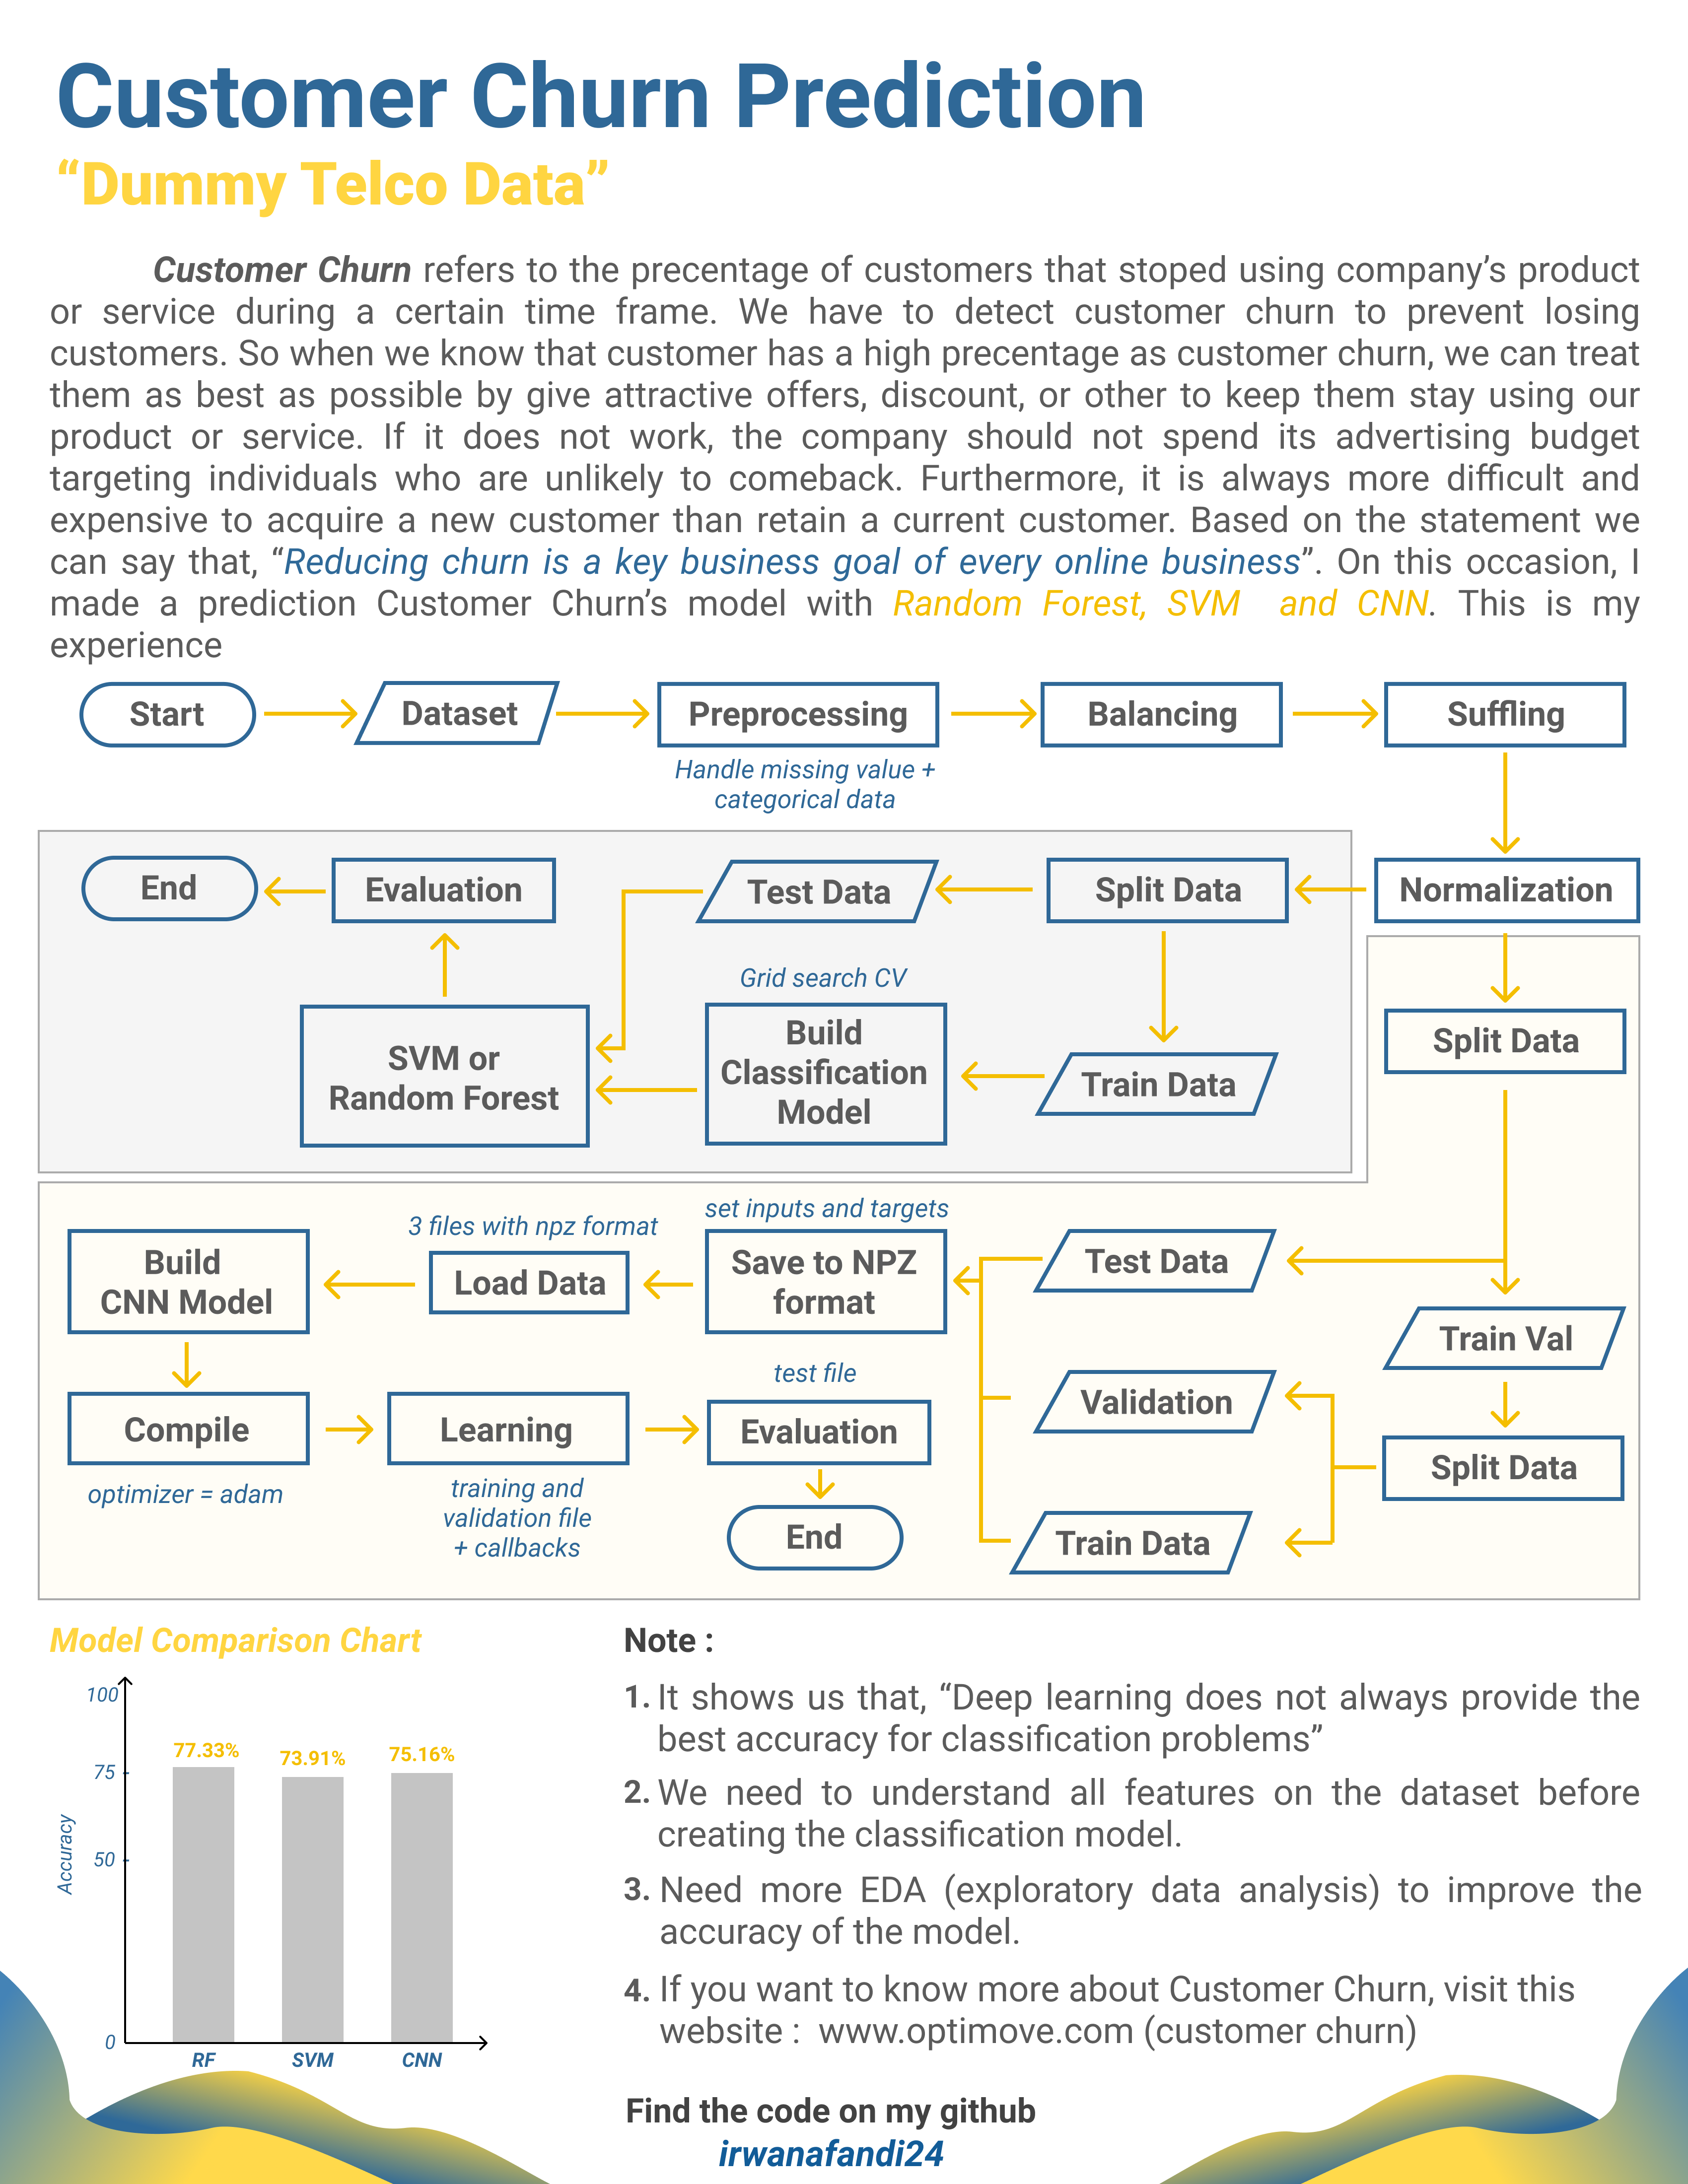 Customer Churn Prediction
“Dummy Telco Data”
Customer Churn refers to the precentage of customers that stoped using company’s product
or service during a certain time frame. We have to detect customer churn to prevent losing
customers. So when we know that customer has a high precentage as customer churn, we can treat
them as best as possible by give attractive offers, discount, or other to keep them stay using our
product or service. If it does not work, the company should not spend its advertising budget
targeting individuals who are unlikely to comeback. Furthermore, it is always more difficult and
expensive to acquire a new customer than retain a current customer. Based on the statement we
can say that, “Reducing churn is a key business goal of every online business”. On this occasion, I
made a prediction Customer Churn’s model with Random Forest, SVM and CNN. This is my
experience
Start
Dataset
Preprocessing
Balancing
Suffling
Handle missing value +
categorical data
End
Evaluation
Test Data
Split Data
Normalization
Grid search CV
SVM or
Random Forest
Build
Classification
Model
Train Data
Split Data
set inputs and targets
3 files with npz format
Build
CNN Model
Load Data
Save to NPZ
format
Test Data
Train Val
test file
Compile
Learning
Evaluation
Validation
Split Data
optimizer = adam
training and
validation file
+ callbacks
End
Train Data
Model Comparison Chart
100
75
50
0
Accuracy
77.33%
73.91%
75.16%
RF
SVM
CNN
Note :
1. It shows us that, “Deep learning does not always provide the
best accuracy for classification problems”
2. We need to understand all features on the dataset before
creating the classification model.
3. Need more EDA (exploratory data analysis) to improve the
accuracy of the model.
4. If you want to know more about Customer Churn, visit this
website : www.optimove.com (customer churn)
Find the code on my github
irwanafandi24